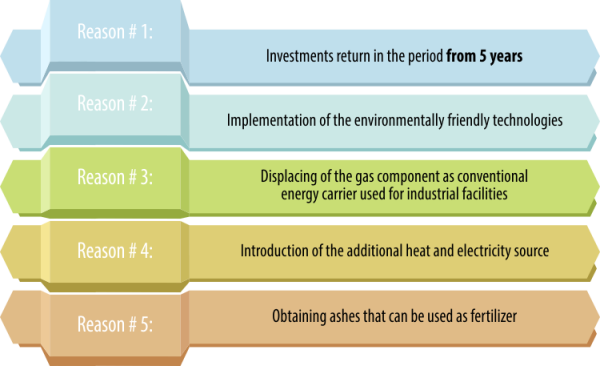 Reason # 1:
Investments return in the period from 5 years
Reason # 2:
Implementation of the environmentally friendly technologies
Reason # 3:
Displacing of the gas component as conventional
energy carrier used for industrial facilities
Reason # 4:
Introduction of the additional heat and electricity source
Reason # 5:
Obtaining ashes that can be used as fertilizer